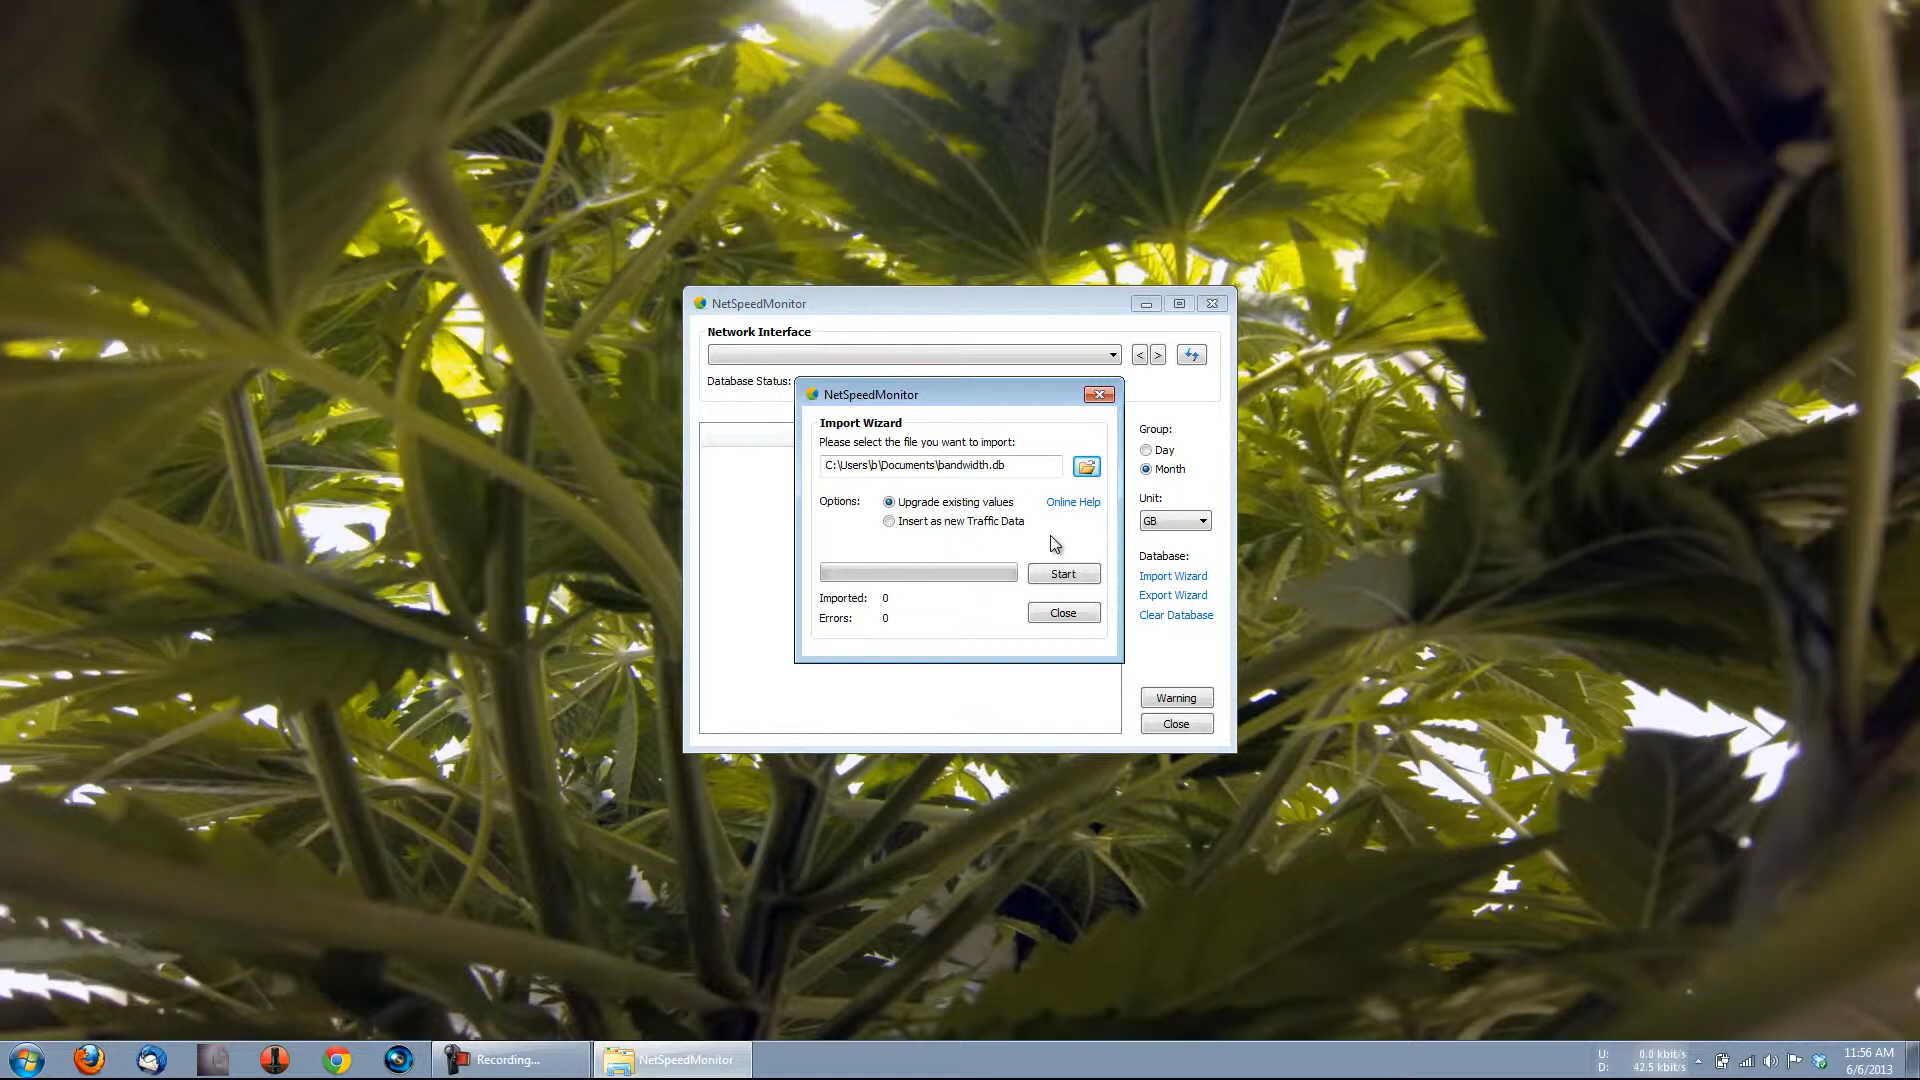 NetSpeedMonitor
Network Interface
< >
Database Status:
NetSpeedMonitor
Import Wizard
Please select the file you want to import:
C:\Users\b\Documents\bandwidth.db
Options: Upgrade existing values Online Help
Insert as new Traffic Data
Start
Imported: 0
Errors: 0
Close
Group:
Day
Month
Unit:
GB
Database:
Import Wizard
Export Wizard
Clear Database
Warning
Close
Recording...
NetSpeedMonitor
U: 0.0 kbit/s
D: 42.5 kbit/s
11:56 AM
6/6/2013